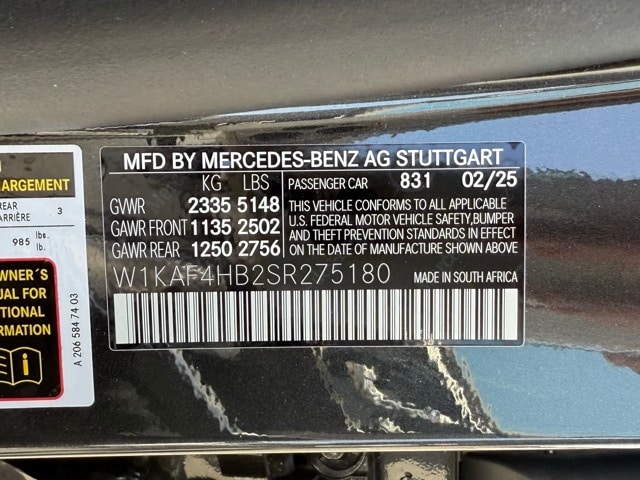 MFD BY MERCEDES-BENZ AG STUTTGART
KG LBS
GVWR 2335 5148
GAWR FRONT 1135 2502
GAWR REAR 1250 2756
PASSENGER CAR 831 02/25
THIS VEHICLE CONFORMS TO ALL APPLICABLE
U.S. FEDERAL MOTOR VEHICLE SAFETY,BUMPER
AND THEFT PREVENTION STANDARDS IN EFFECT
ON THE DATE OF MANUFACTURE SHOWN ABOVE
W1KAF4HB2SR275180
MADE IN SOUTH AFRICA
ARGEMENT
REAR
ARRIÈRE 3
985 lbs.
lb.
WNER´S
UAL FOR
ITIONAL
RMATION
i
A 206 584 74 03